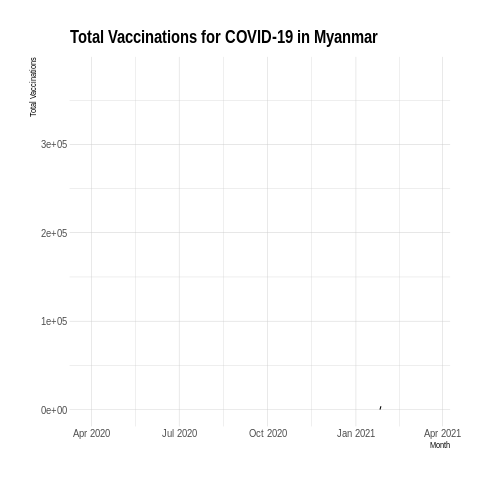 Total Vaccinations for COVID-19 in Myanmar
Total Vaccinations
3e+05
2e+05
1e+05
0e+00
Apr 2020 Jul 2020 Oct 2020 Jan 2021 Apr 2021
Month